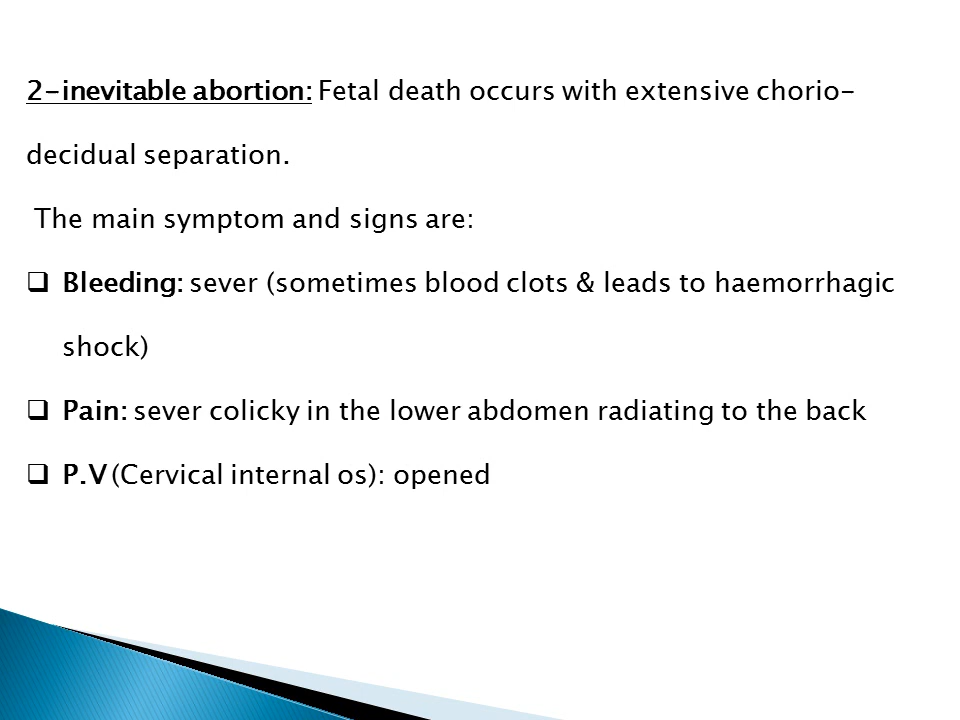 2-inevitable abortion: Fetal death occurs with extensive chorio-
decidual separation.
The main symptom and signs are:
❑ Bleeding: sever (sometimes blood clots & leads to haemorrhagic
shock)
❑ Pain: sever colicky in the lower abdomen radiating to the back
❑ P.V (Cervical internal os): opened